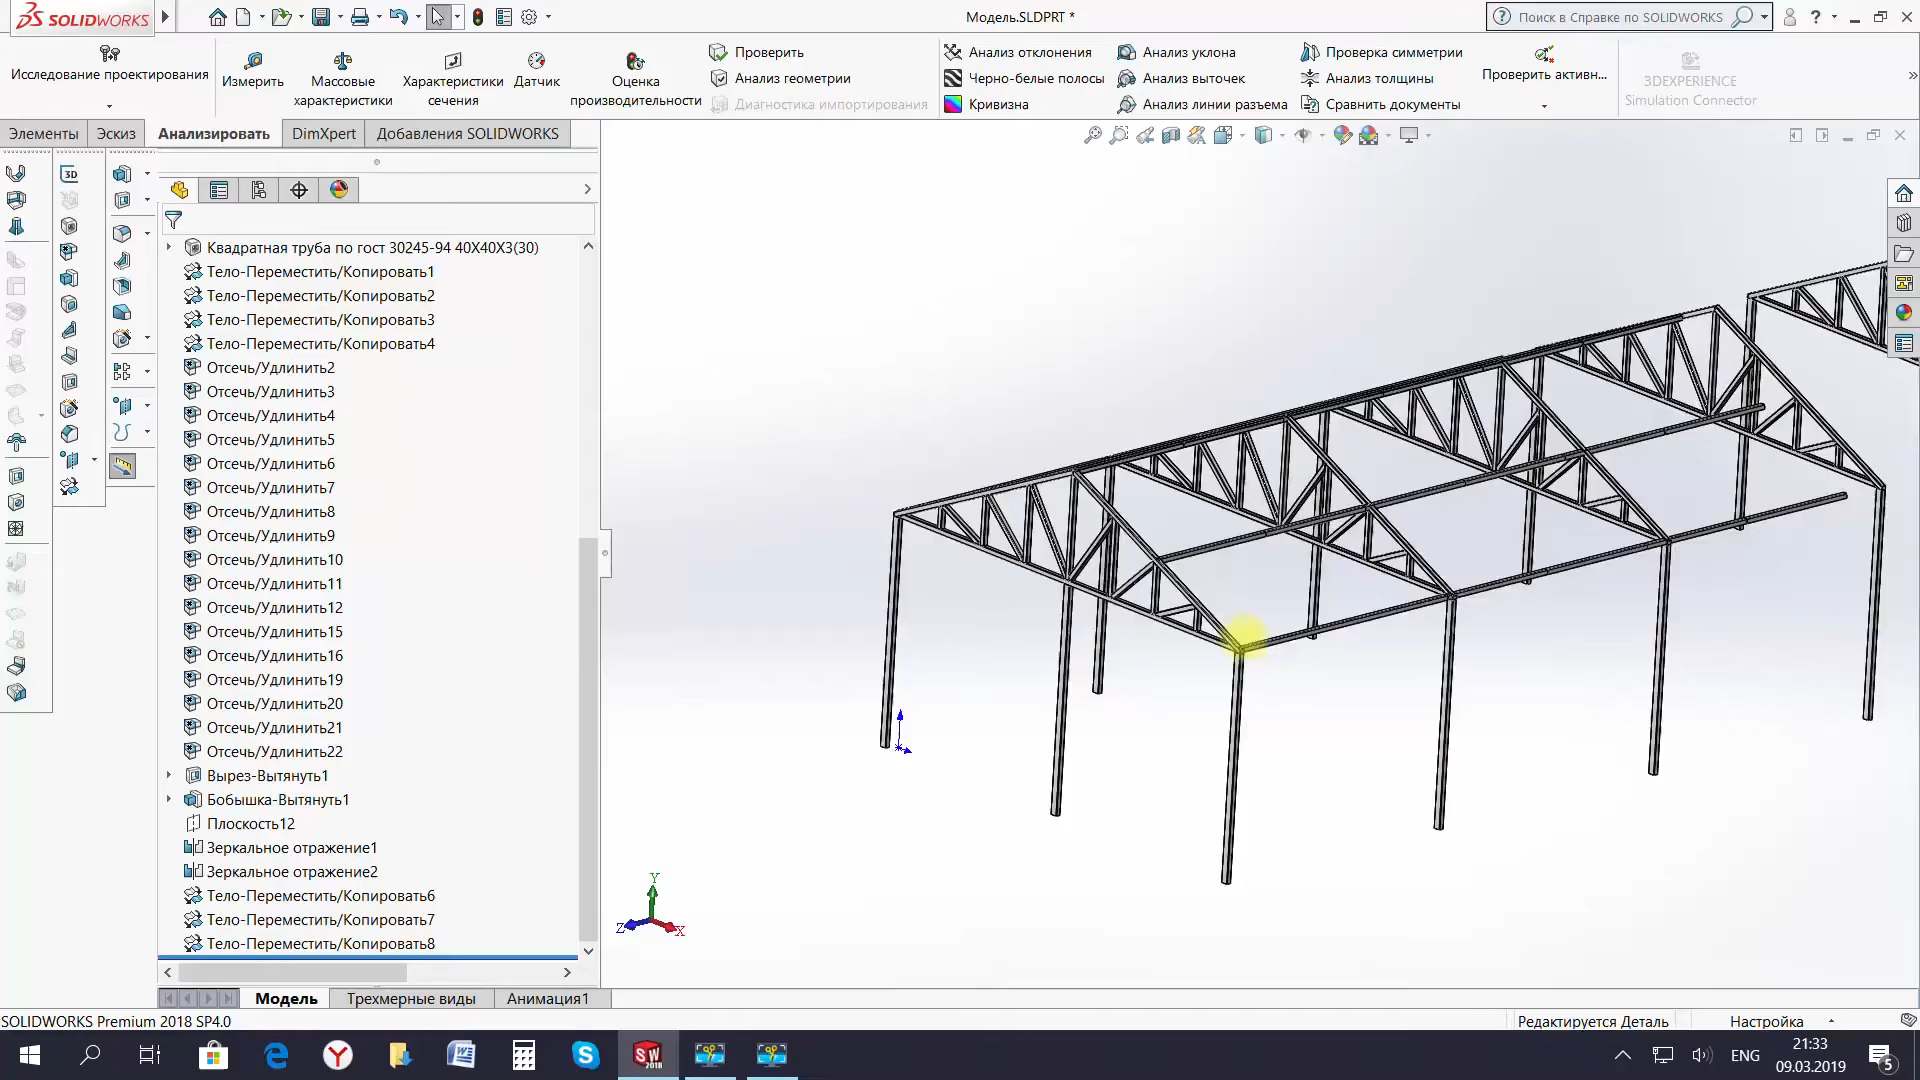 SOLIDWORKS
Модель.SLDPRT *
Поиск в Справке по SOLIDWORKS
Исследование проектирования
Измерить
Массовые характеристики
Характеристики сечения
Датчик
Оценка производительности
Проверить
Анализ геометрии
Диагностика импортирования
Анализ отклонения
Черно-белые полосы
Кривизна
Анализ уклона
Анализ выточек
Анализ линии разъема
Проверка симметрии
Анализ толщины
Сравнить документы
Проверить активн...
3DEXPERIENCE
Simulation Connector
Элементы
Эскиз
Анализировать
DimXpert
Добавления SOLIDWORKS
3D
Квадратная труба по гост 30245-94 40X40X3(30)
Тело-Переместить/Копировать1
Тело-Переместить/Копировать2
Тело-Переместить/Копировать3
Тело-Переместить/Копировать4
Отсечь/Удлинить2
Отсечь/Удлинить3
Отсечь/Удлинить4
Отсечь/Удлинить5
Отсечь/Удлинить6
Отсечь/Удлинить7
Отсечь/Удлинить8
Отсечь/Удлинить9
Отсечь/Удлинить10
Отсечь/Удлинить11
Отсечь/Удлинить12
Отсечь/Удлинить15
Отсечь/Удлинить16
Отсечь/Удлинить19
Отсечь/Удлинить20
Отсечь/Удлинить21
Отсечь/Удлинить22
Вырез-Вытянуть1
Бобышка-Вытянуть1
Плоскость12
Зеркальное отражение1
Зеркальное отражение2
Тело-Переместить/Копировать6
Тело-Переместить/Копировать7
Тело-Переместить/Копировать8
Y
Z
X
Модель
Трехмерные виды
Анимация1
SOLIDWORKS Premium 2018 SP4.0
Редактируется Деталь
Настройка
SW
2018
ENG
21:33
09.03.2019
5